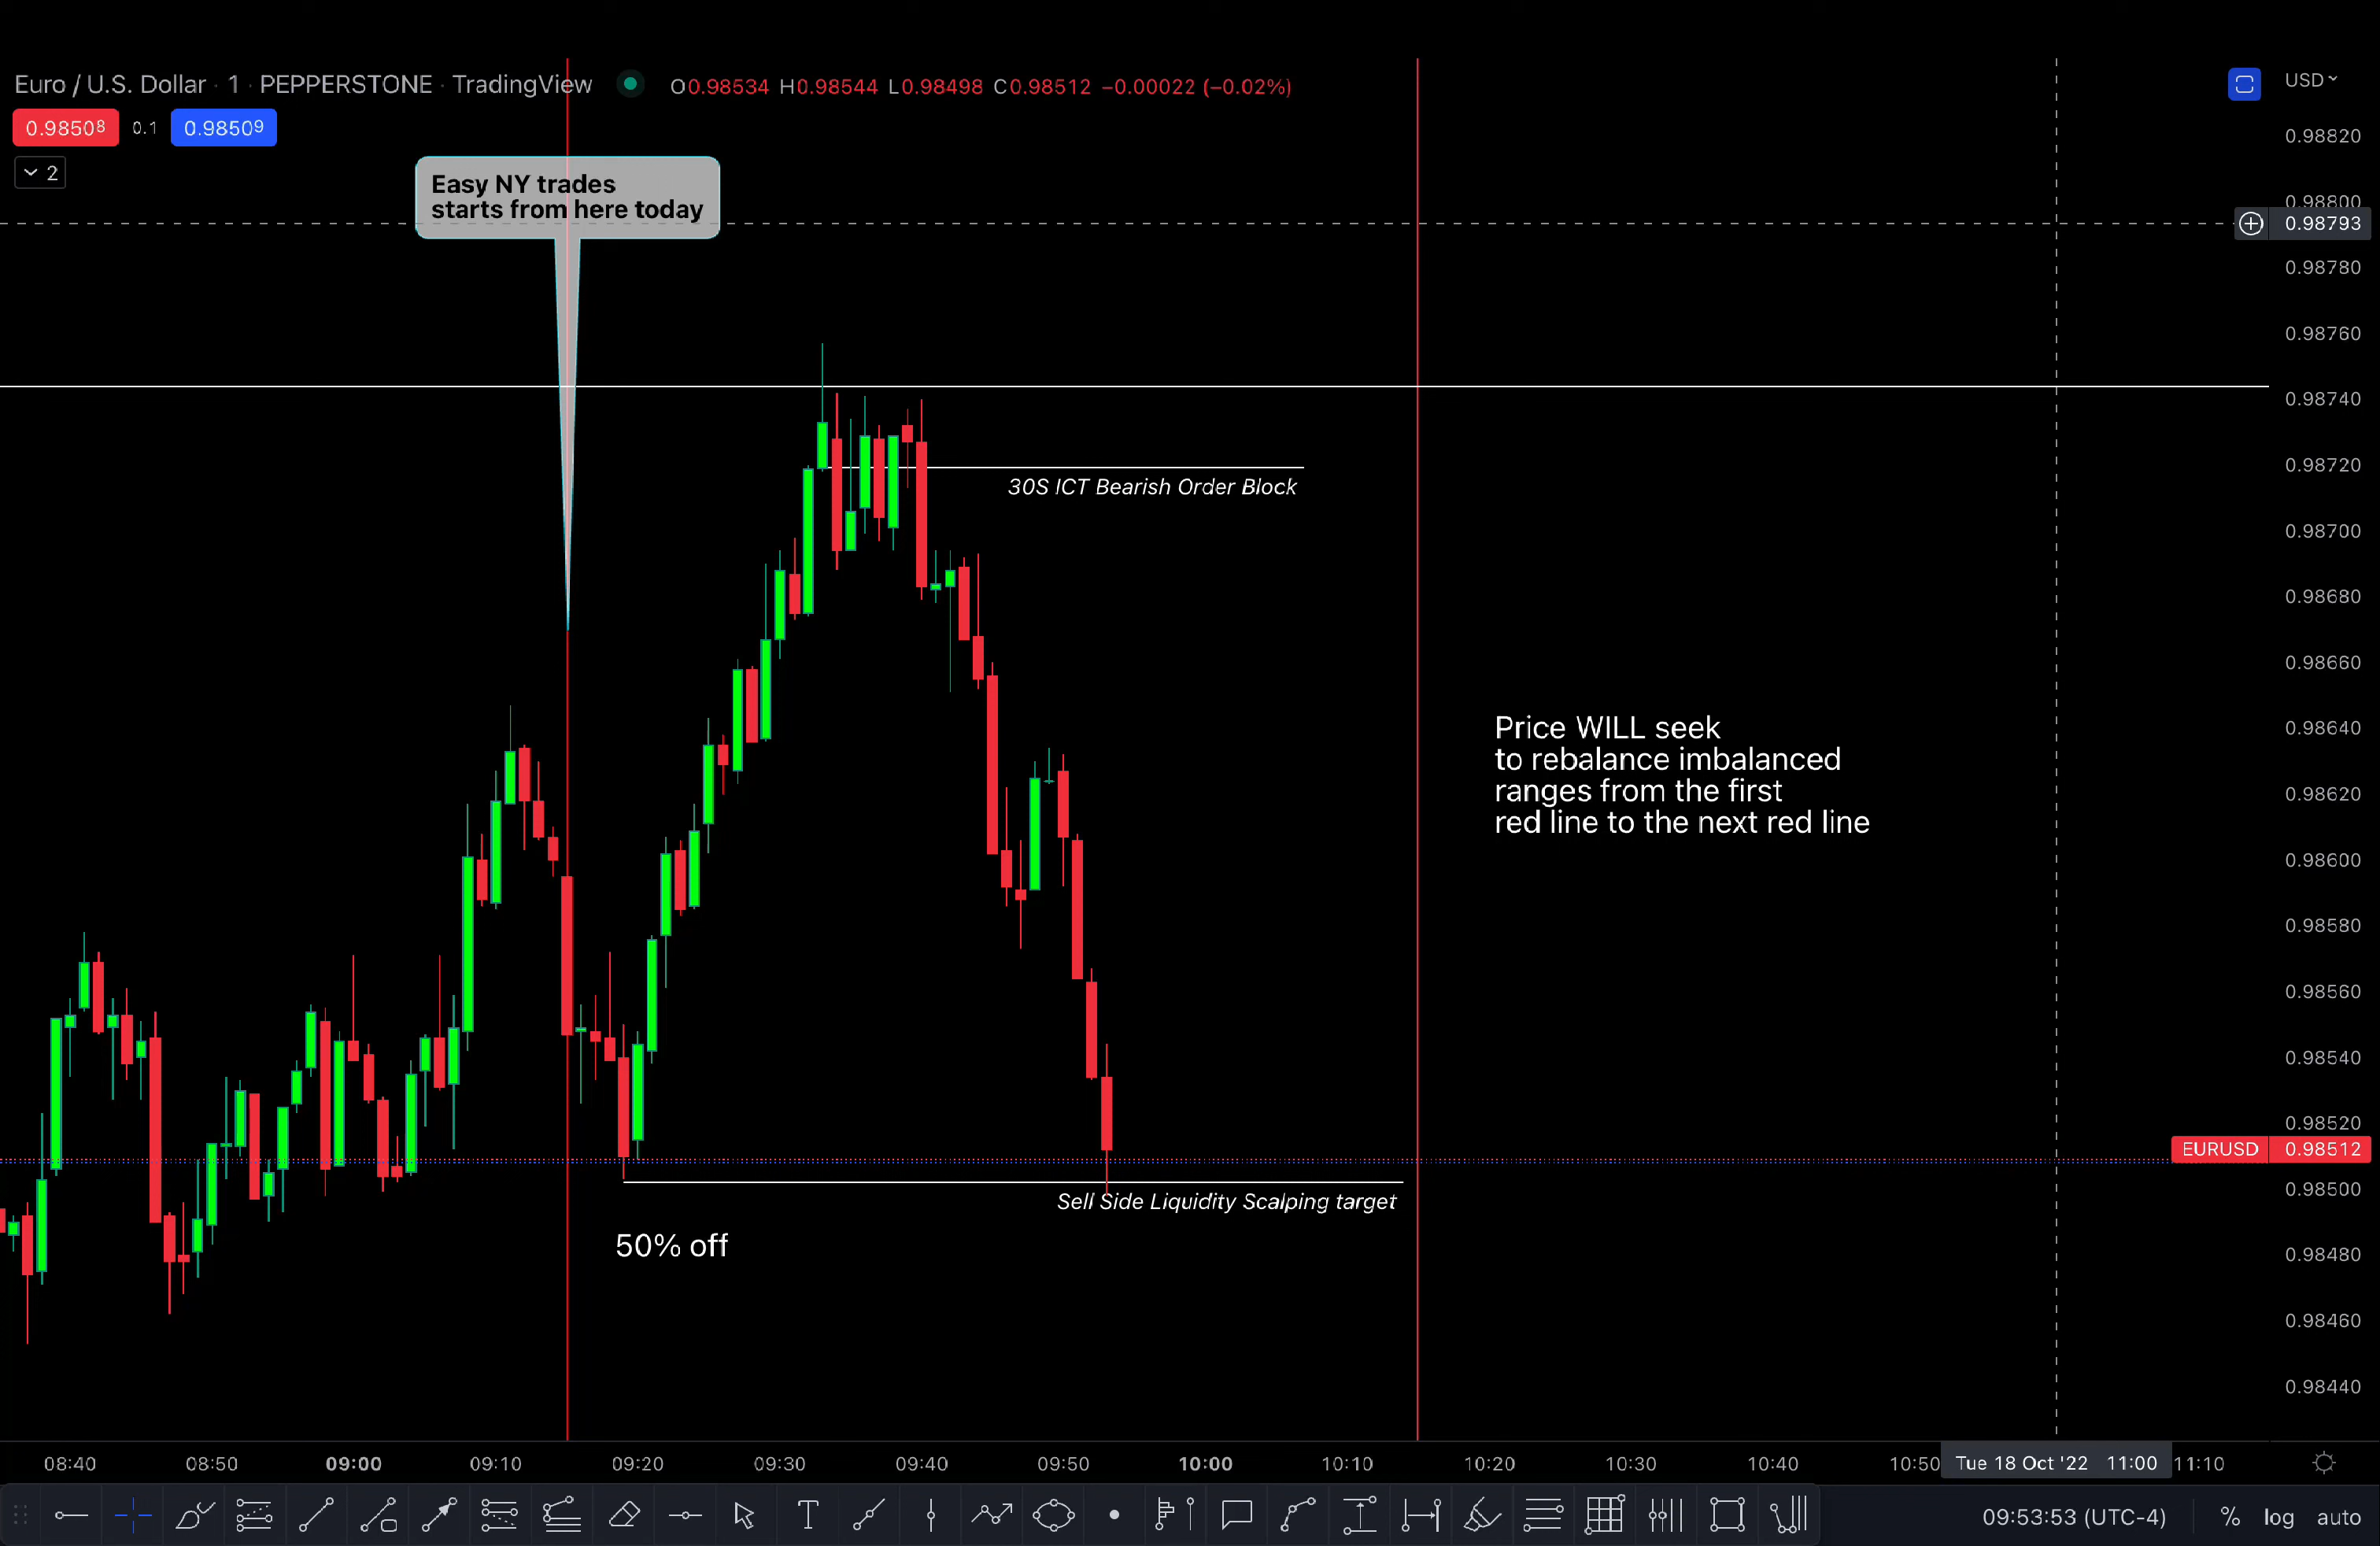 Euro / U.S. Dollar · 1 · PEPPERSTONE · TradingView O0.98534 H0.98544 L0.98498 C0.98512 −0.00022 (−0.02%)
USD
0.98508 0.1 0.98509
2
Easy NY trades
starts from here today
0.98820
0.98800
0.98793
0.98780
0.98760
0.98740
0.98720
30S ICT Bearish Order Block
0.98700
0.98680
0.98660
0.98640
Price WILL seek
to rebalance imbalanced
ranges from the first
red line to the next red line
0.98620
0.98600
0.98580
0.98560
0.98540
0.98520
EURUSD 0.98512
0.98500
Sell Side Liquidity Scalping target
50% off
0.98480
0.98460
0.98440
08:40 08:50 09:00 09:10 09:20 09:30 09:40 09:50 10:00 10:10 10:20 10:30 10:40 10:50 Tue 18 Oct '22 11:00 11:10
09:53:53 (UTC-4) % log auto